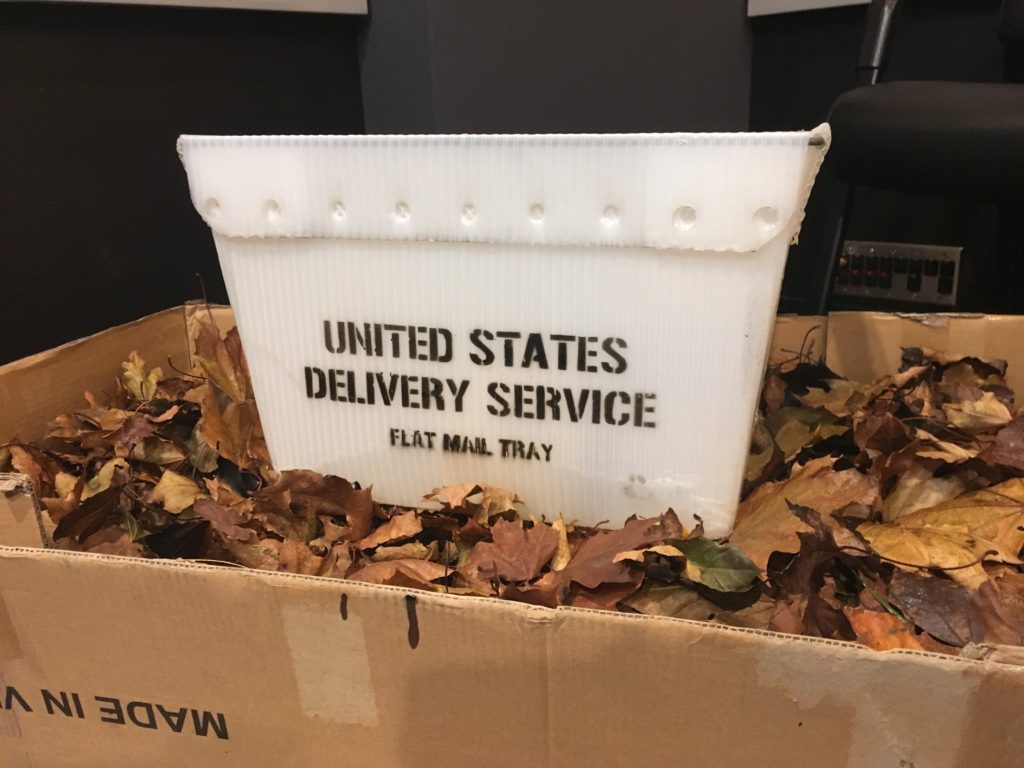 UNITED STATES
DELIVERY SERVICE
FLAT MAIL TRAY
MADE IN V